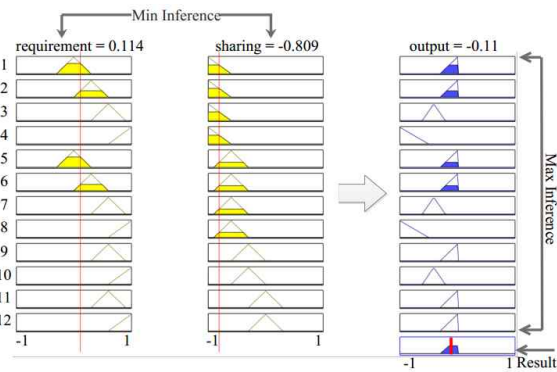 Min Inference
requirement = 0.114 sharing = -0.809 output = -0.11
1
2
3
4
5
6
7
8
9
10
11
12
Max Inference
-1 1 -1 1
-1 1 Result